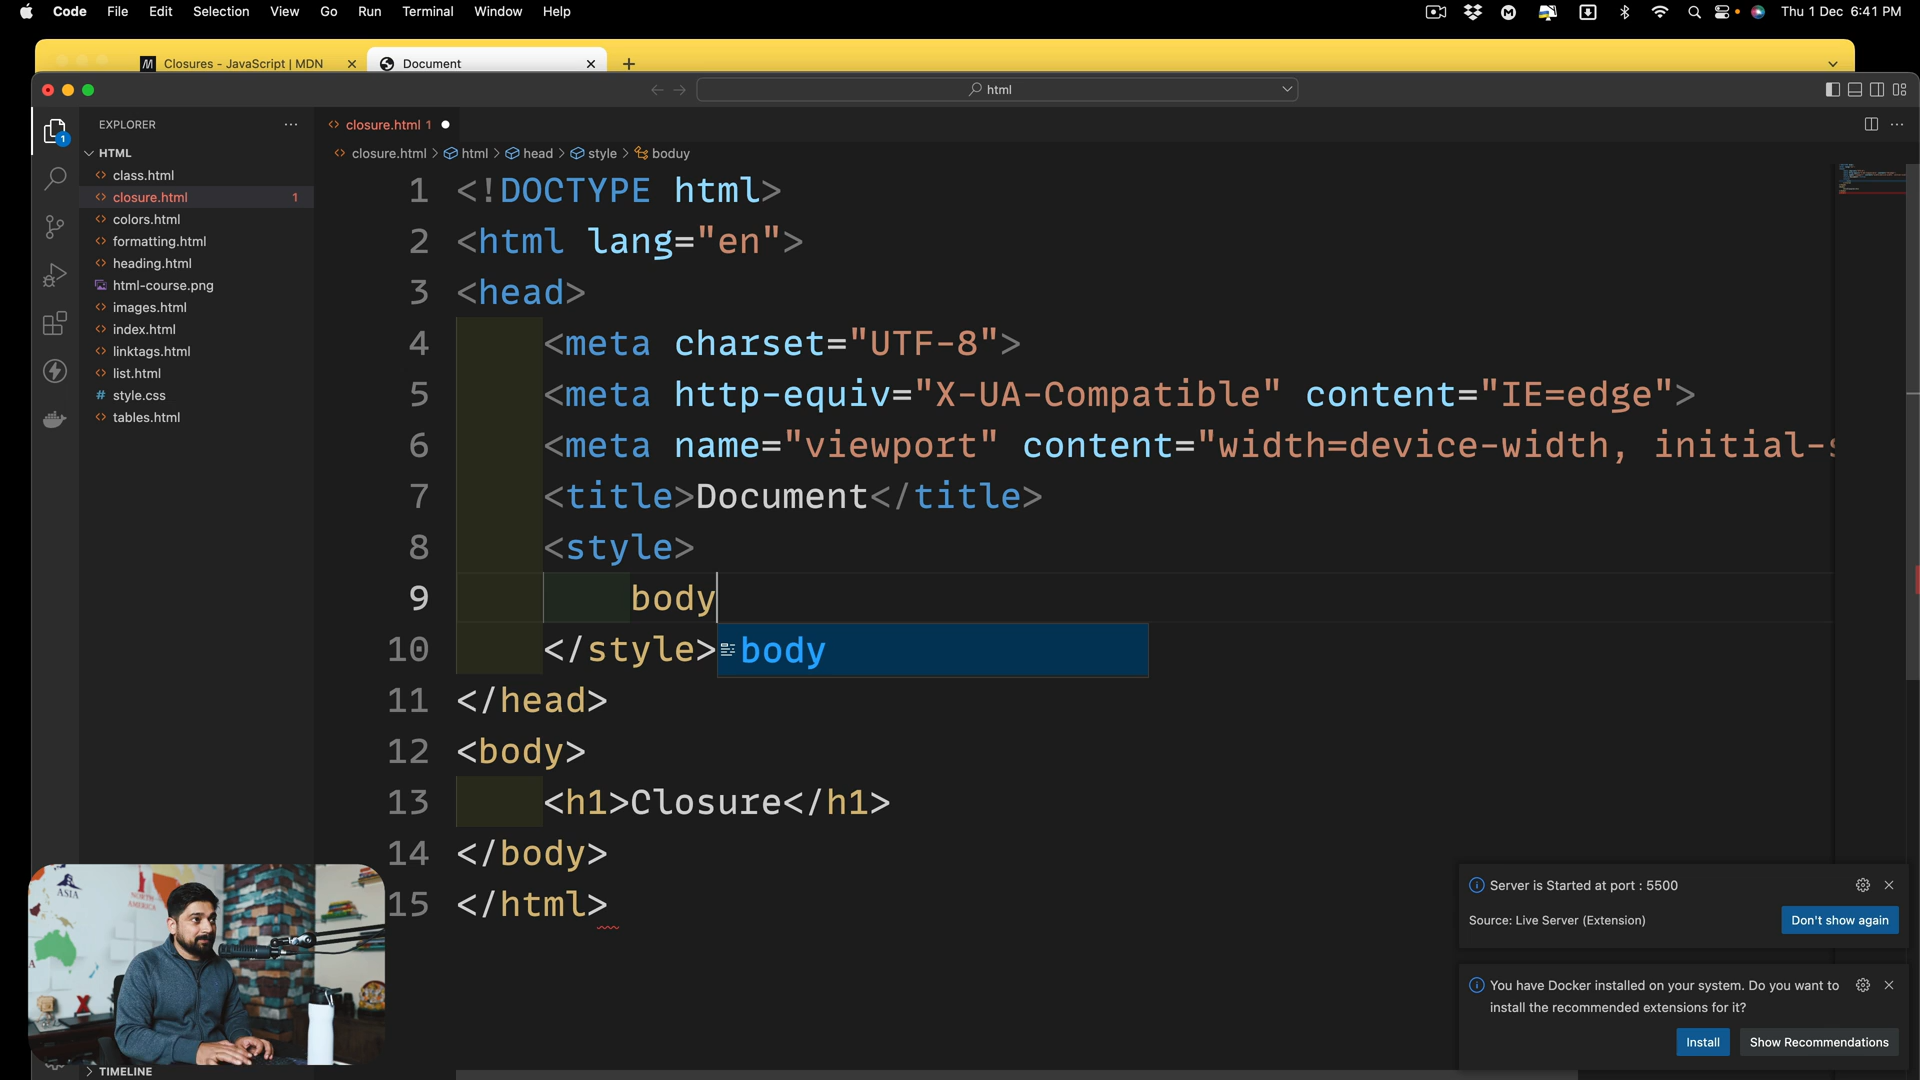 Code File Edit Selection View Go Run Terminal Window Help
Thu 1 Dec 6:41 PM
Closures - JavaScript | MDN
Document
html
EXPLORER
HTML
class.html
closure.html 1
colors.html
formatting.html
heading.html
html-course.png
images.html
index.html
linktags.html
list.html
style.css
tables.html
TIMELINE
closure.html 1
closure.html > html > head > style > boduy
1 <!DOCTYPE html>
2 <html lang="en">
3 <head>
4 <meta charset="UTF-8">
5 <meta http-equiv="X-UA-Compatible" content="IE=edge">
6 <meta name="viewport" content="width=device-width, initial-s
7 <title>Document</title>
8 <style>
9 body
10 </style>
body
11 </head>
12 <body>
13 <h1>Closure</h1>
14 </body>
15 </html>
ASIA
NORTH
AMERICA
Server is Started at port : 5500
Source: Live Server (Extension)
Don't show again
You have Docker installed on your system. Do you want to
install the recommended extensions for it?
Install
Show Recommendations